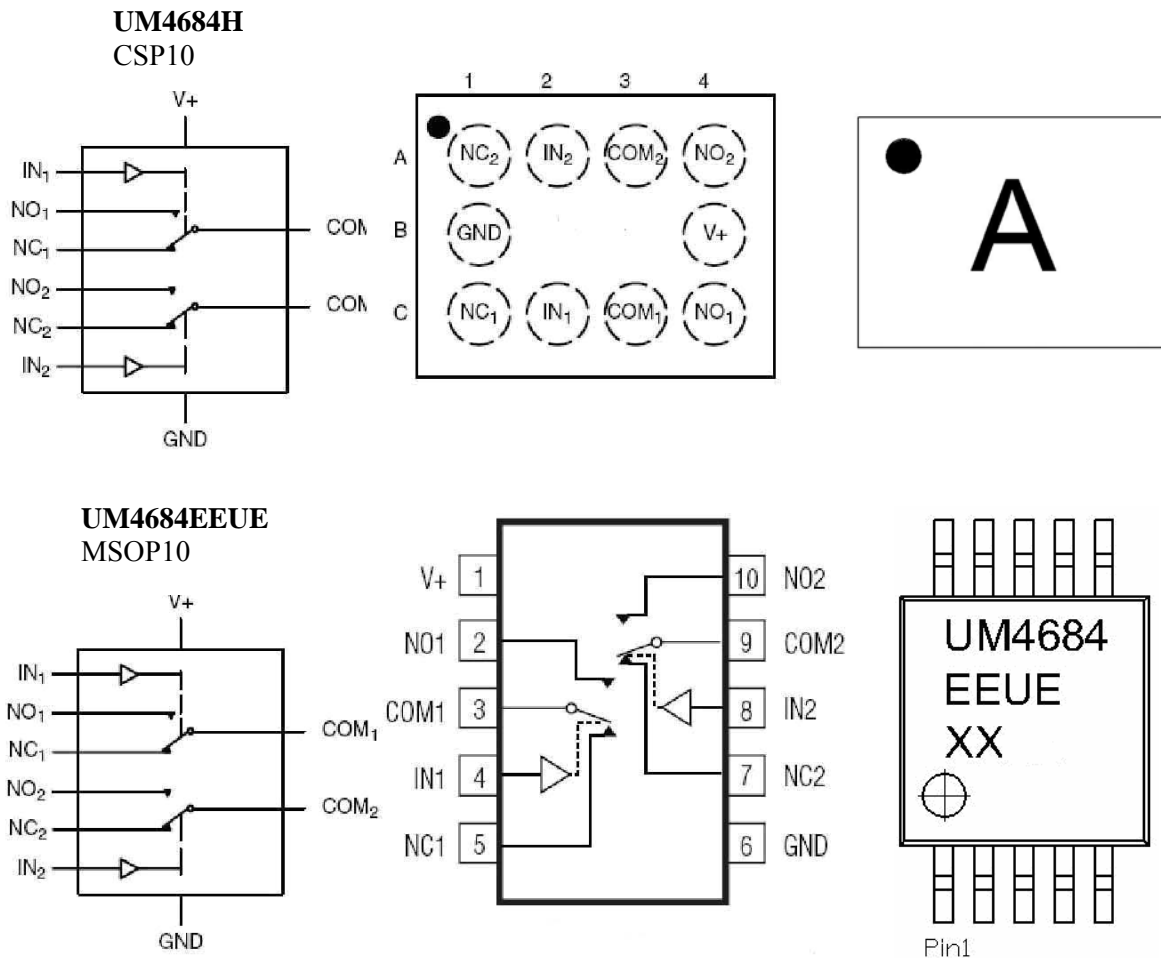 UM4684H
CSP10
V+
IN₁
NO₁
NC₁
NO₂
NC₂
IN₂
COM
COM
GND
1 2 3 4
A NC₂ IN₂ COM₂ NO₂
B GND V+
C NC₁ IN₁ COM₁ NO₁
A
UM4684EEUE
MSOP10
V+
IN₁
NO₁
NC₁
NO₂
NC₂
IN₂
COM₁
COM₂
GND
V+ 1
NO1 2
COM1 3
IN1 4
NC1 5
10 NO2
9 COM2
8 IN2
7 NC2
6 GND
UM4684
EEUE
XX
Pin1